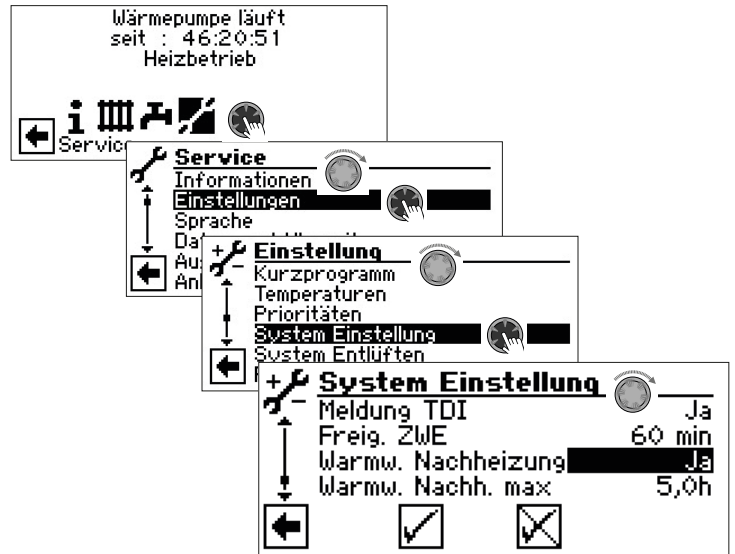 Wärmepumpe läuft
seit : 46:20:51
Heizbetrieb
Service
Service
Informationen
Einstellungen
Sprache
Einstellung
Kurzprogramm
Temperaturen
Prioritäten
System Einstellung
System Entlüften
System Einstellung
Meldung TDI Ja
Freig. ZWE 60 min
Warmw. Nachheizung Ja
Warmw. Nachh. max 5,0h